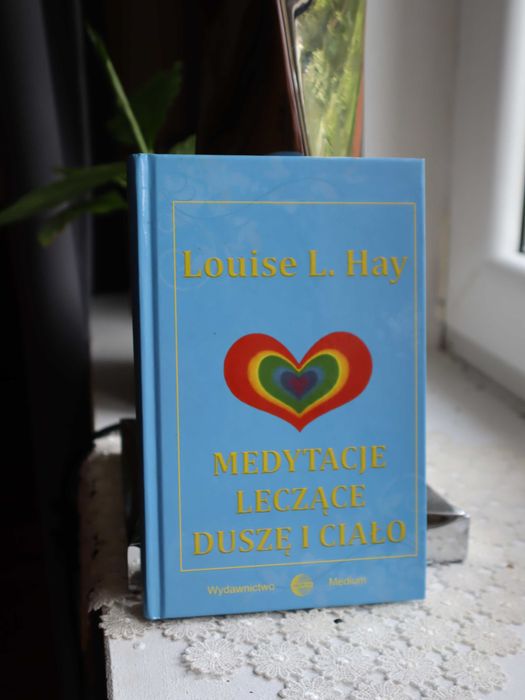 Louise L. Hay
MEDYTACJE
LECZĄCE
DUSZĘ I CIAŁO
Wydawnictwo Medium